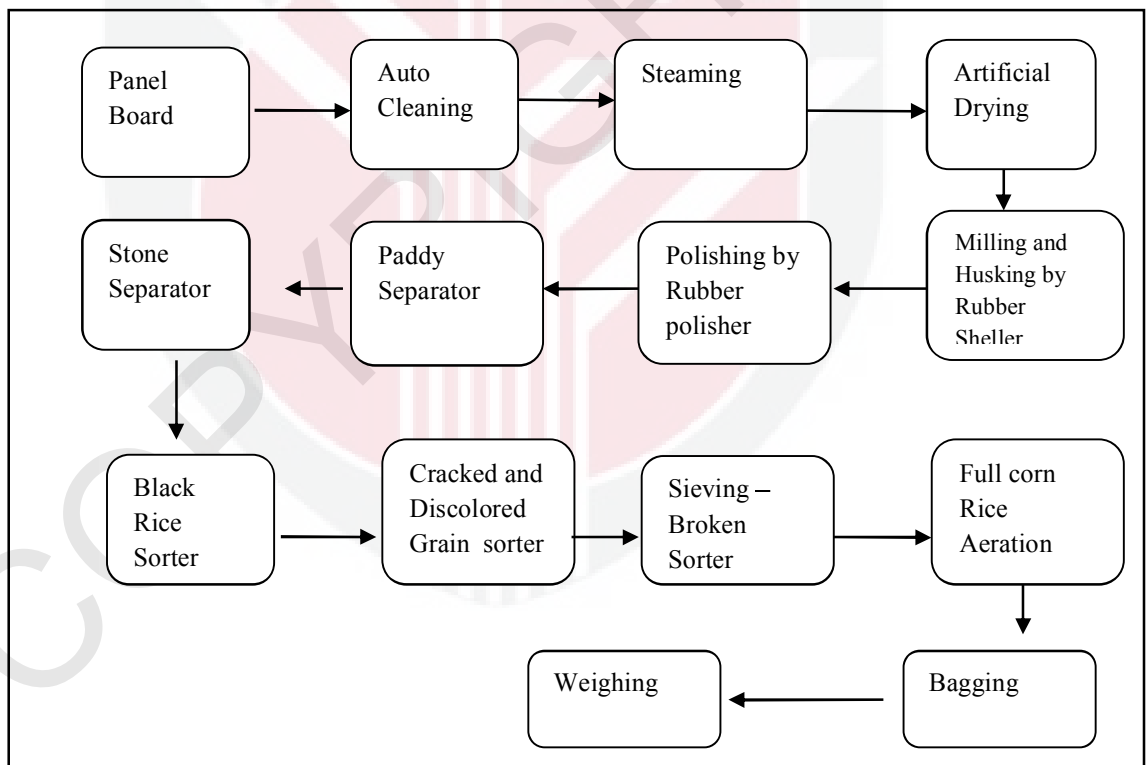 Panel
Board
Auto
Cleaning
Steaming
Artificial
Drying
Milling and
Husking by
Rubber
Sheller
Polishing by
Rubber
polisher
Paddy
Separator
Stone
Separator
Black
Rice
Sorter
Cracked and
Discolored
Grain sorter
Sieving –
Broken
Sorter
Full corn
Rice
Aeration
Bagging
Weighing